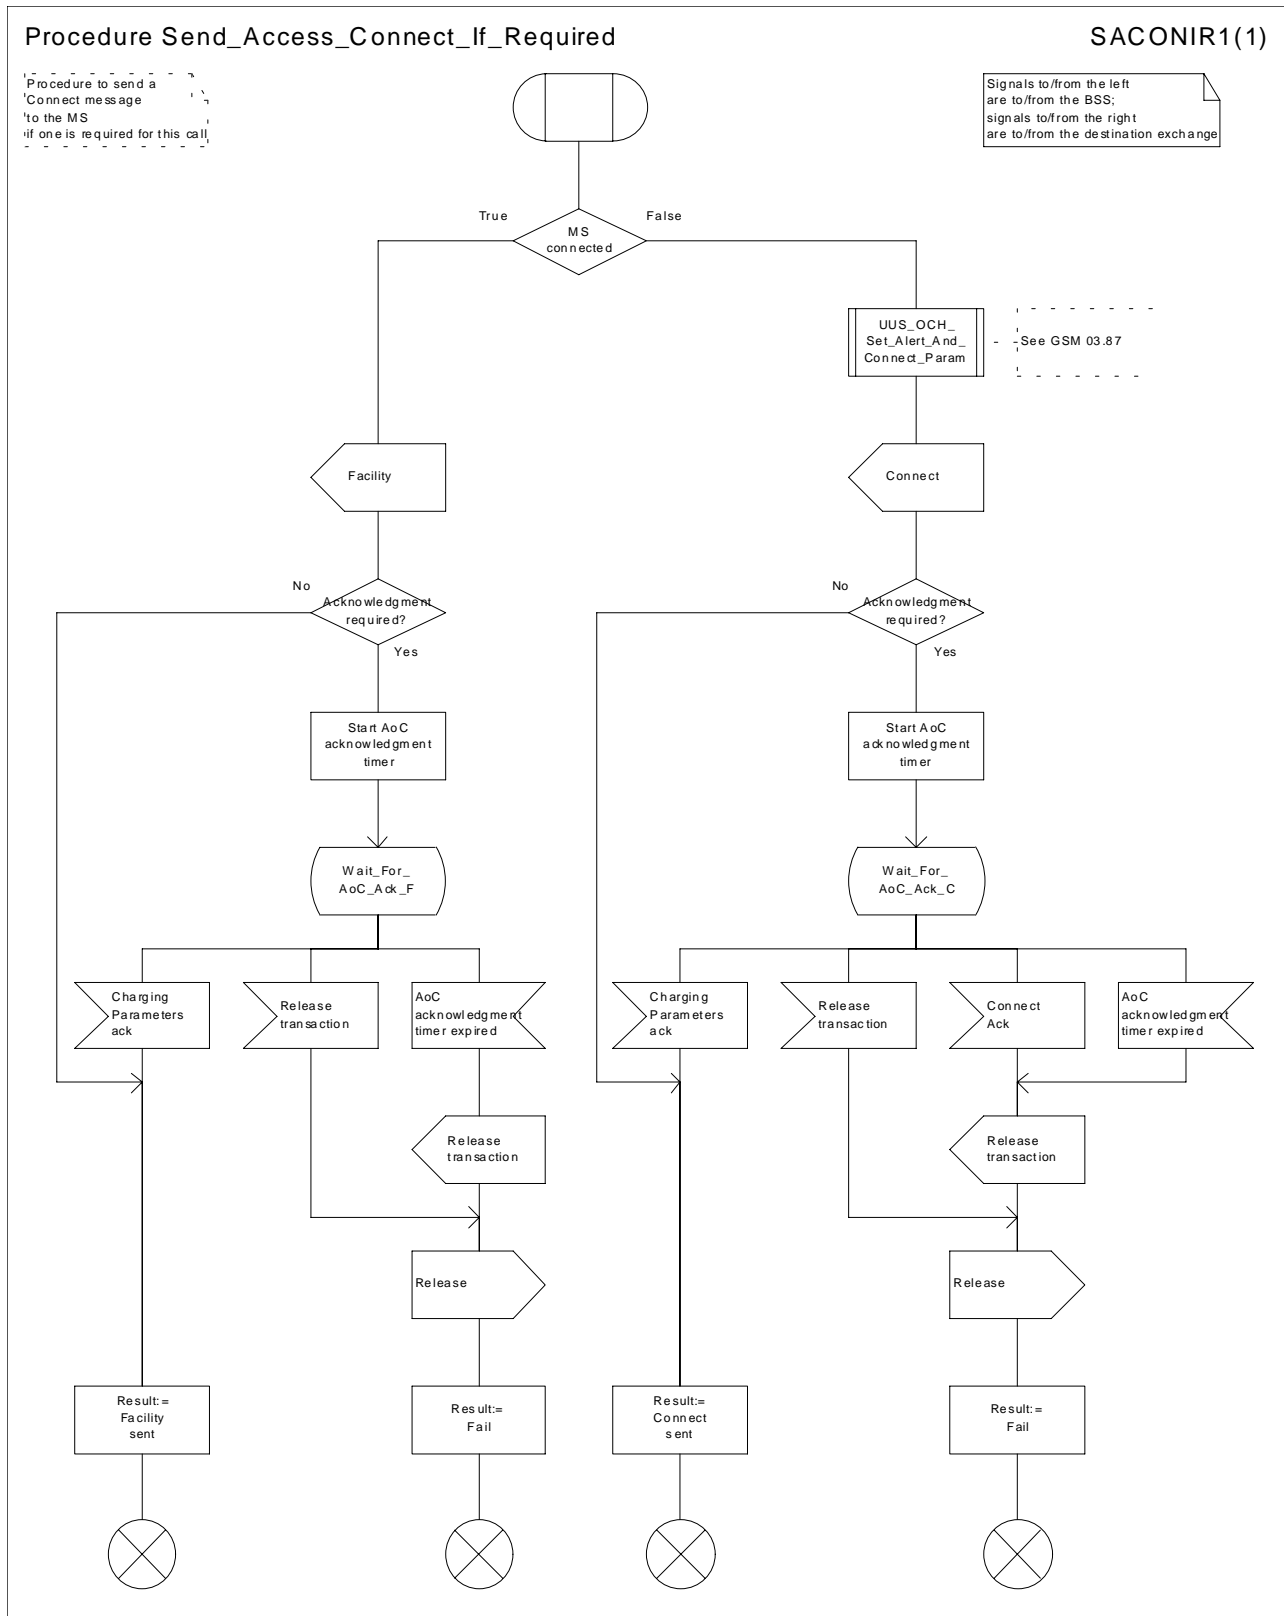 Procedure Send_Access_Connect_If_Required
SACONIR1(1)
Procedure to send a
Connect message
to the MS
if one is required for this call
Signals to/from the left
are to/from the BSS;
signals to/from the right
are to/from the destination exchange
True
False
MS
connected
UUS_OCH_
Set_Alert_And_
Connect_Param
See GSM 03.87
Facility
Connect
No
Acknowledgment
required?
Yes
No
Acknowledgment
required?
Yes
Start AoC
acknowledgment
timer
Start AoC
acknowledgment
timer
Wait_For_
AoC_Ack_F
Wait_For_
AoC_Ack_C
Charging
Parameters
ack
Release
transaction
AoC
acknowledgment
timer expired
Charging
Parameters
ack
Release
transaction
Connect
Ack
AoC
acknowledgment
timer expired
Release
transaction
Release
transaction
Release
Release
Result:=
Facility
sent
Result:=
Fail
Result:=
Connect
sent
Result:=
Fail